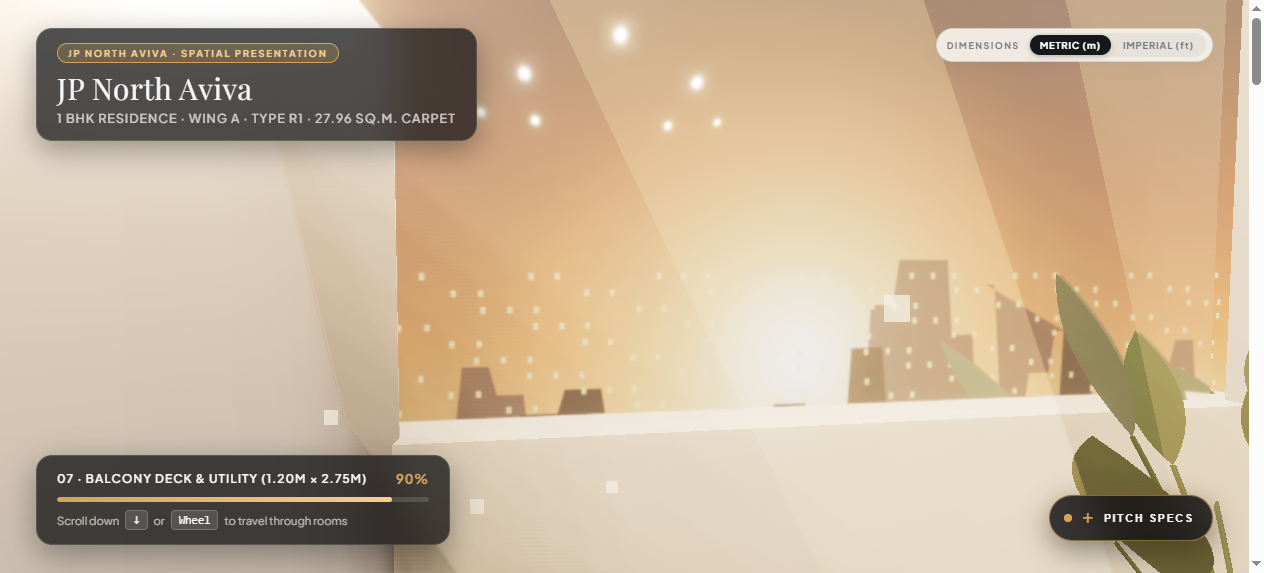 JP NORTH AVIVA · SPATIAL PRESENTATION
JP North Aviva
1 BHK RESIDENCE · WING A · TYPE R1 · 27.96 SQ.M. CARPET
DIMENSIONS METRIC (m) IMPERIAL (ft)
07 · BALCONY DECK & UTILITY (1.20M × 2.75M) 90%
Scroll down ↓ or Wheel to travel through rooms
+ PITCH SPECS